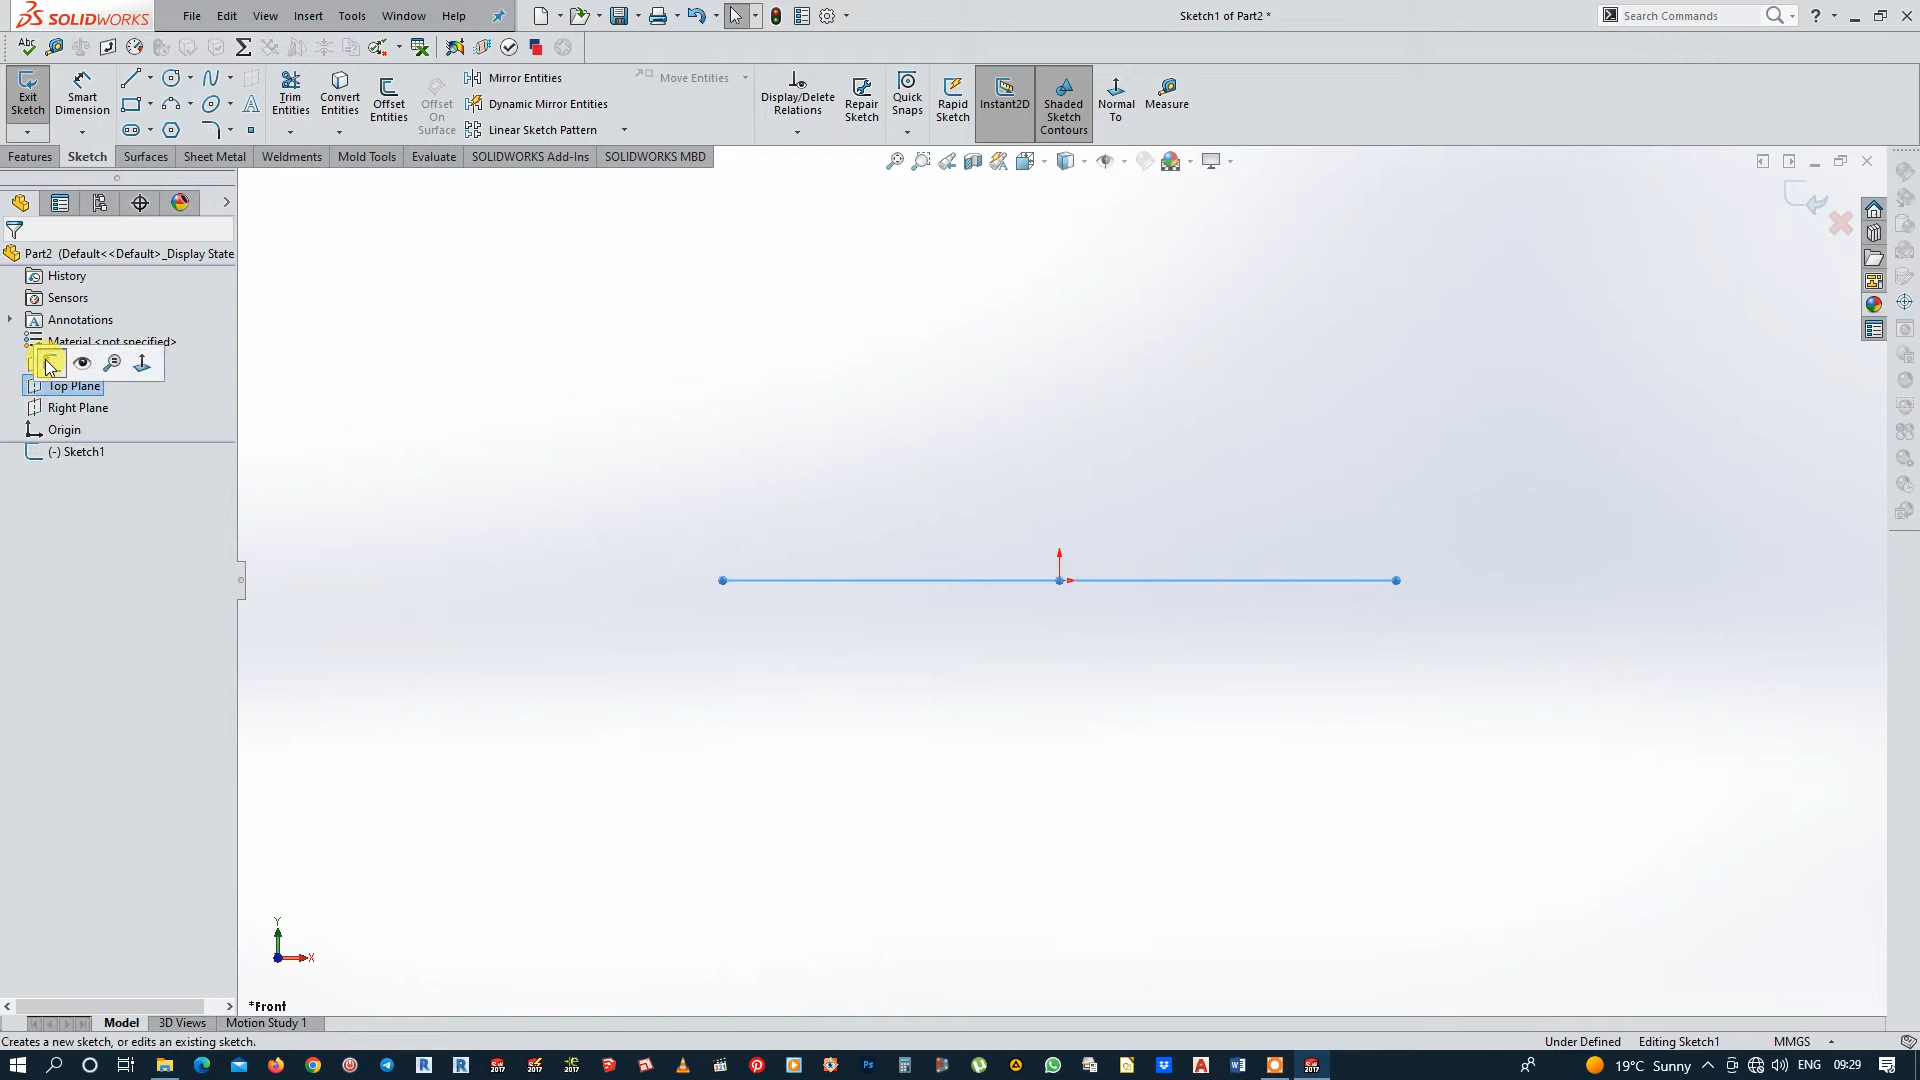 SOLIDWORKS File Edit View Insert Tools Window Help Sketch1 of Part2 * Search Commands
Exit Sketch Smart Dimension Trim Entities Convert Entities Offset Entities Offset On Surface Mirror Entities Move Entities Display/Delete Relations Repair Sketch Quick Snaps Rapid Sketch Instant2D Shaded Sketch Contours Normal To Measure
Dynamic Mirror Entities
Linear Sketch Pattern
Features Sketch Surfaces Sheet Metal Weldments Mold Tools Evaluate SOLIDWORKS Add-Ins SOLIDWORKS MBD
Part2 (Default<<Default>_Display State
History
Sensors
Annotations
Material <not specified>
Top Plane
Right Plane
Origin
(-) Sketch1
Y
X
*Front
Model 3D Views Motion Study 1
Creates a new sketch, or edits an existing sketch. Under Defined Editing Sketch1 MMGS
19°C Sunny ENG 09:29